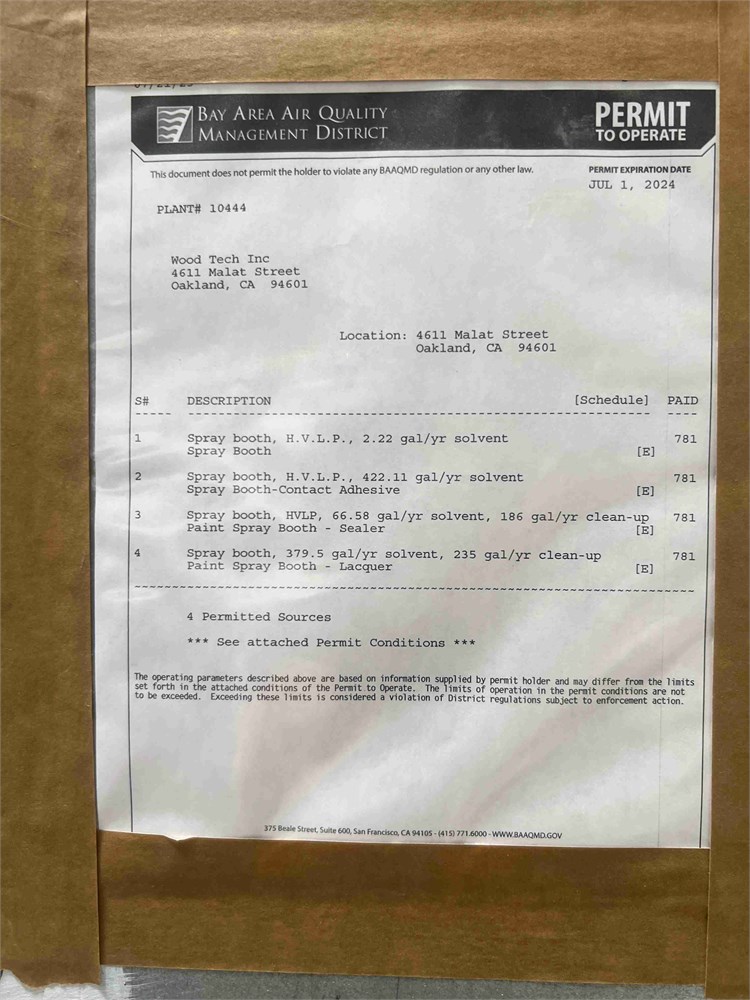 BAY AREA AIR QUALITY
MANAGEMENT DISTRICT
PERMIT
TO OPERATE
This document does not permit the holder to violate any BAAQMD regulation or any other law.
PERMIT EXPIRATION DATE
JUL 1, 2024
PLANT# 10444
Wood Tech Inc
4611 Malat Street
Oakland, CA 94601
Location: 4611 Malat Street
Oakland, CA 94601
S# DESCRIPTION [Schedule] PAID
1 Spray booth, H.V.L.P., 2.22 gal/yr solvent 781
Spray Booth [E]
2 Spray booth, H.V.L.P., 422.11 gal/yr solvent 781
Spray Booth-Contact Adhesive [E]
3 Spray booth, HVLP, 66.58 gal/yr solvent, 186 gal/yr clean-up 781
Paint Spray Booth - Sealer [E]
4 Spray booth, 379.5 gal/yr solvent, 235 gal/yr clean-up 781
Paint Spray Booth - Lacquer [E]
4 Permitted Sources
*** See attached Permit Conditions ***
The operating parameters described above are based on information supplied by permit holder and may differ from the limits
set forth in the attached conditions of the Permit to Operate. The limits of operation in the permit conditions are not
to be exceeded. Exceeding these limits is considered a violation of District regulations subject to enforcement action.
375 Beale Street, Suite 600, San Francisco, CA 94105 - (415) 771.6000 - WWW.BAAQMD.GOV